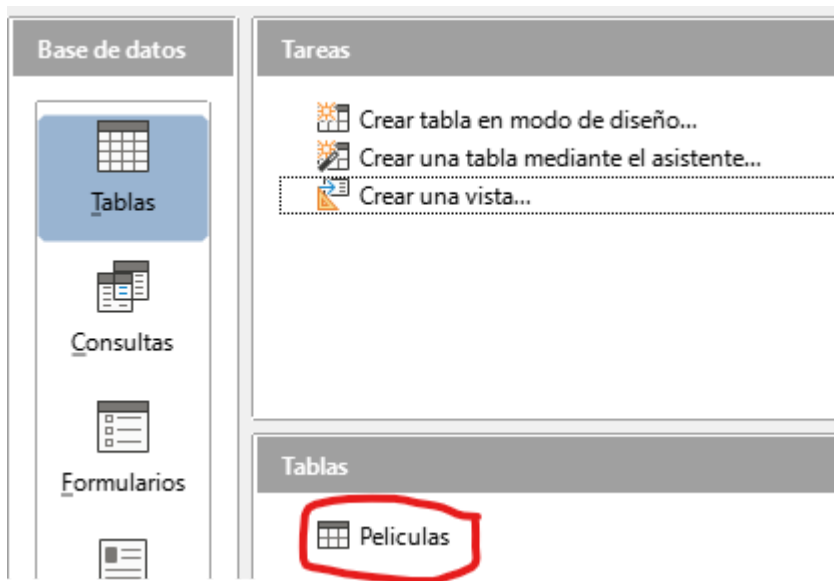 Base de datos
Tablas
Consultas
Formularios
Tareas
Crear tabla en modo de diseño...
Crear una tabla mediante el asistente...
Crear una vista...
Tablas
Peliculas